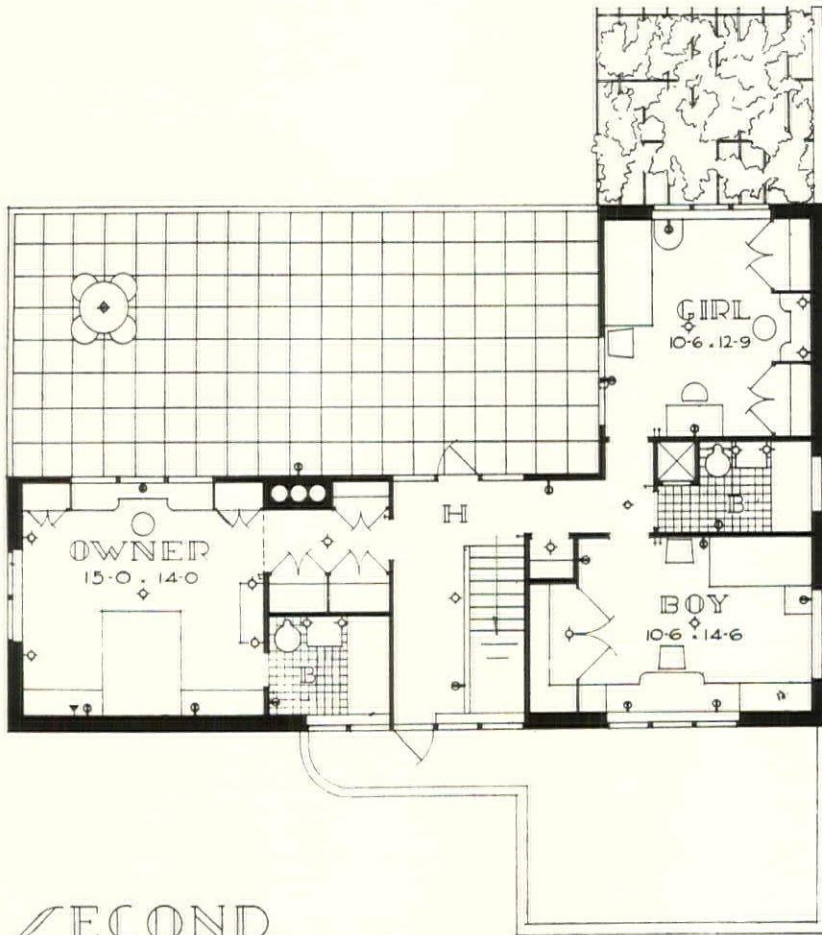 GIRL
10-6 . 12-9
H
B
OWNER
15-0 . 14-0
BOY
10-6 . 14-6
B
SECOND